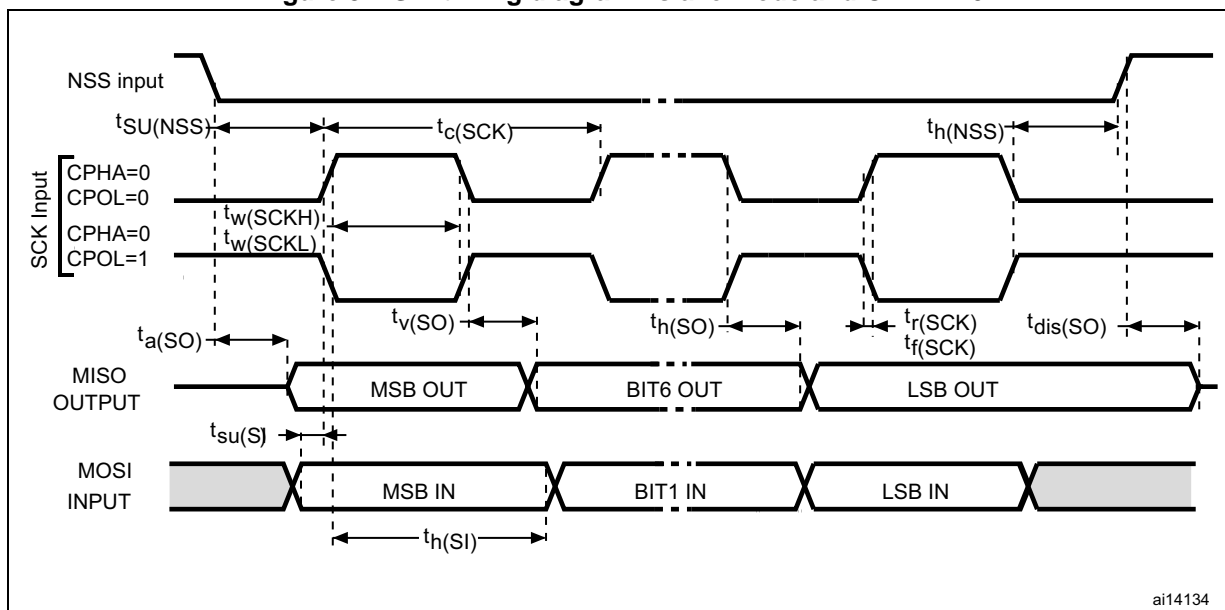 NSS input
tSU(NSS)
tc(SCK)
th(NSS)
SCK Input
CPHA=0
CPOL=0
tw(SCKH)
CPHA=0
tw(SCKL)
CPOL=1
tv(SO)
th(SO)
tr(SCK)
tf(SCK)
tdis(SO)
ta(SO)
MISO
OUTPUT
MSB OUT
BIT6 OUT
LSB OUT
tsu(SI)
MOSI
INPUT
MSB IN
BIT1 IN
LSB IN
th(SI)
ai14134